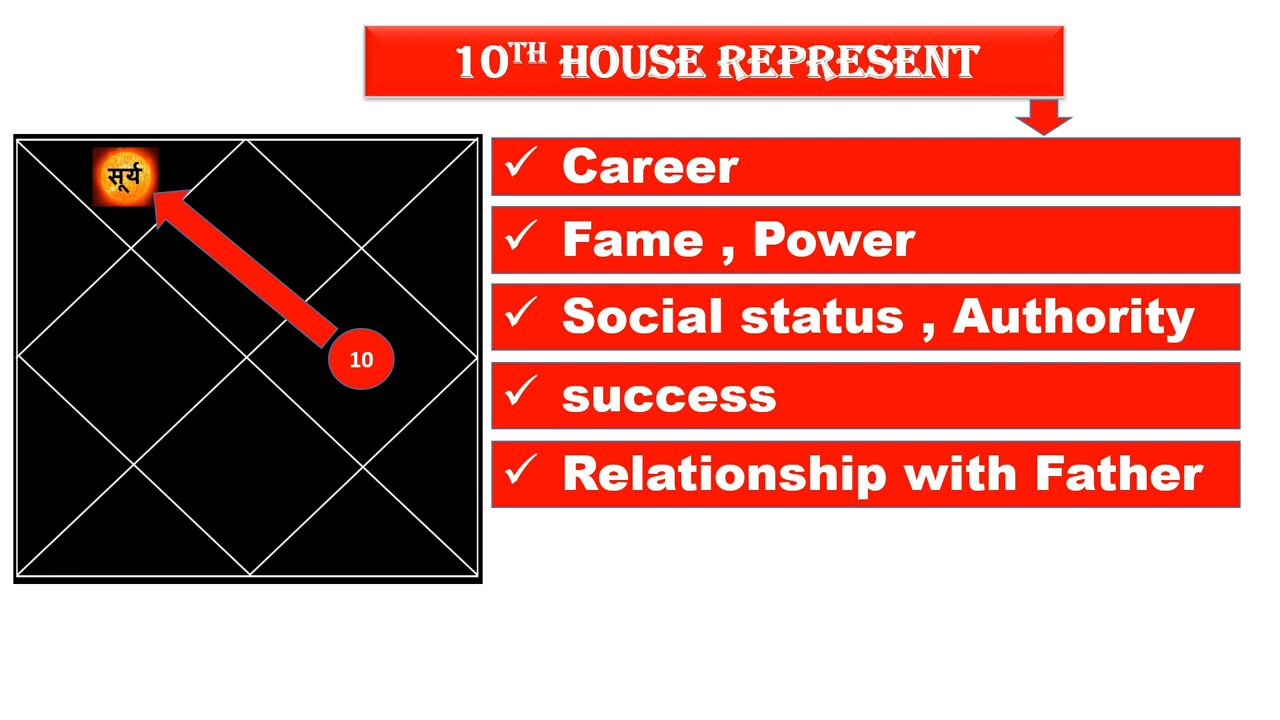 10TH HOUSE REPRESENT
सूर्य
10
✓ Career
✓ Fame , Power
✓ Social status , Authority
✓ success
✓ Relationship with Father